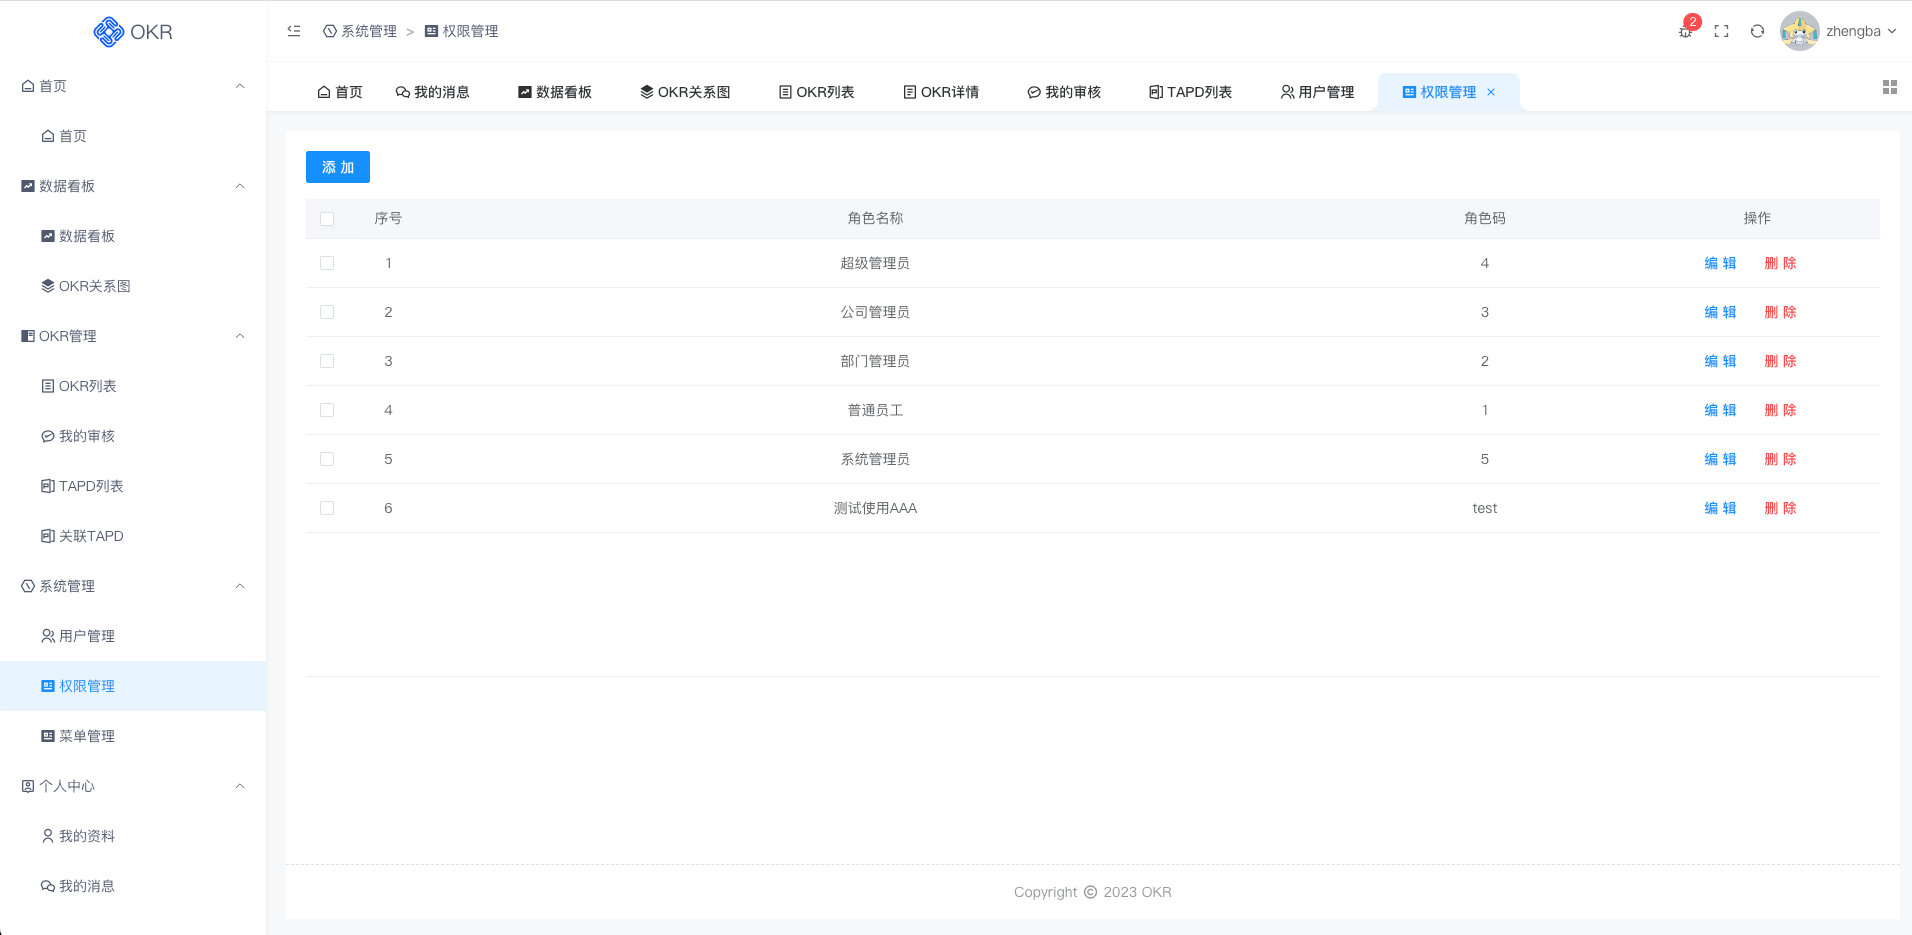 OKR
首页
首页
数据看板
数据看板
OKR关系图
OKR管理
OKR列表
我的审核
TAPD列表
关联TAPD
系统管理
用户管理
权限管理
菜单管理
个人中心
我的资料
我的消息
系统管理 > 权限管理
2
zhengba
首页 我的消息 数据看板 OKR关系图 OKR列表 OKR详情 我的审核 TAPD列表 用户管理 权限管理 ×
添 加
序号 角色名称 角色码 操作
1 超级管理员 4 编 辑 删 除
2 公司管理员 3 编 辑 删 除
3 部门管理员 2 编 辑 删 除
4 普通员工 1 编 辑 删 除
5 系统管理员 5 编 辑 删 除
6 测试使用AAA test 编 辑 删 除
Copyright © 2023 OKR